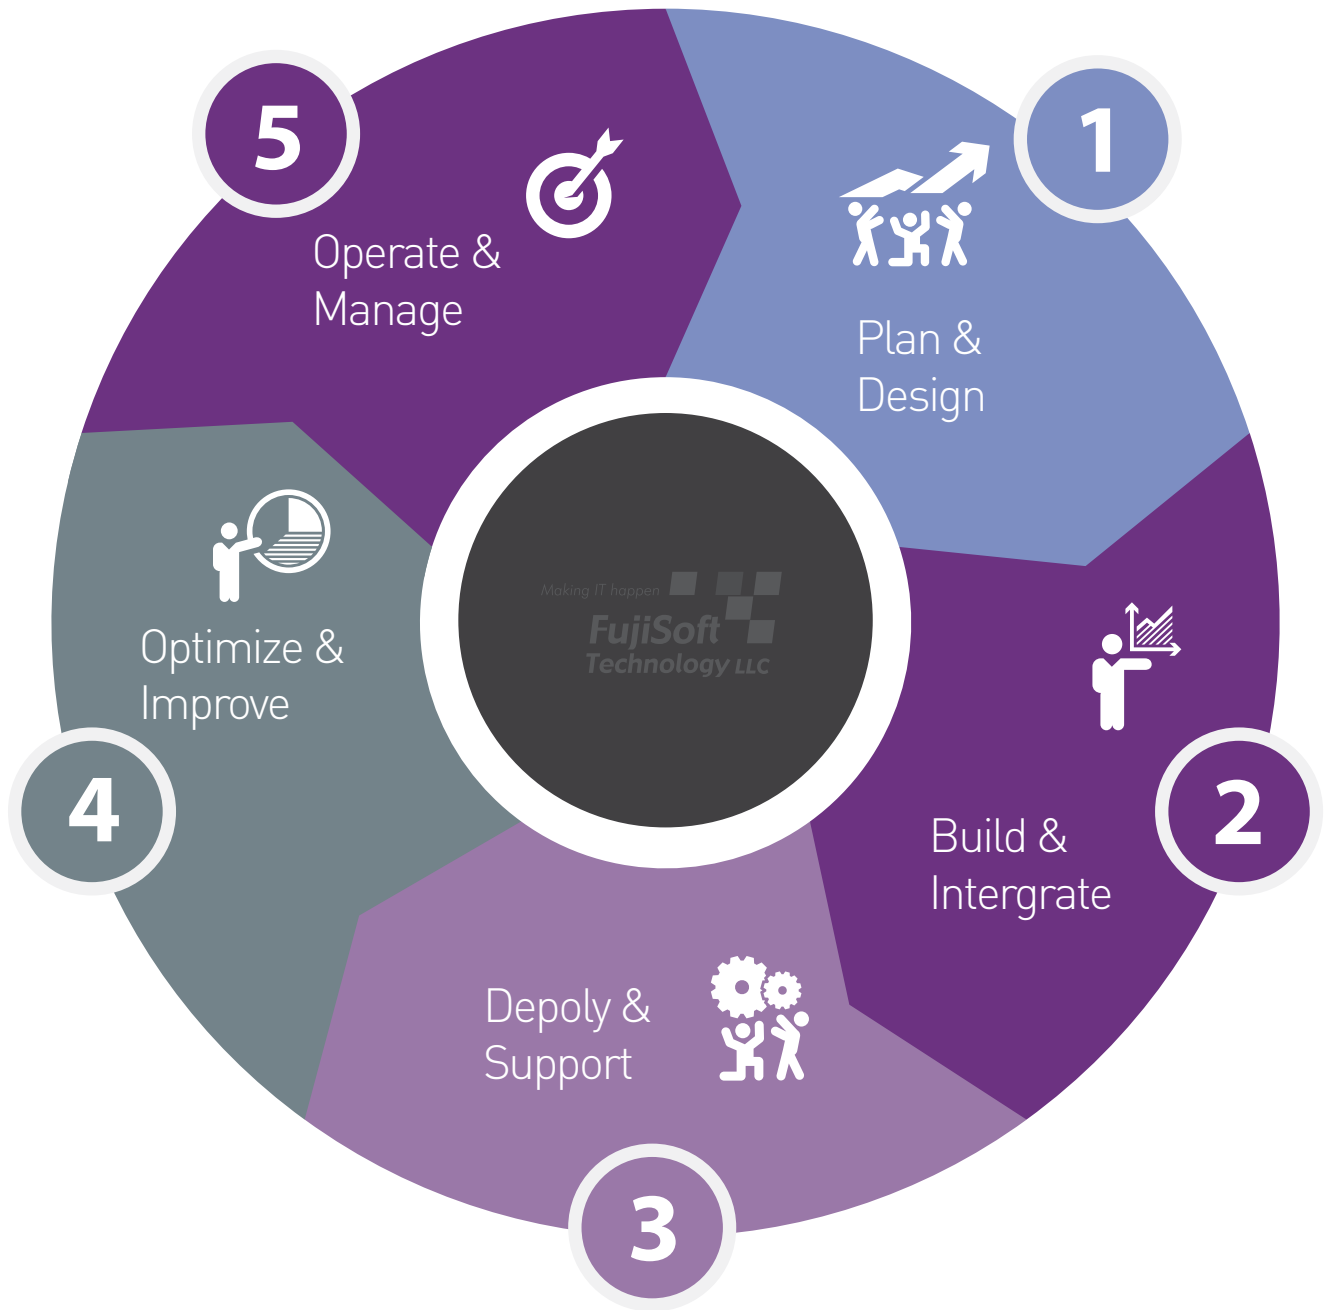 1
Plan &
Design
2
Build &
Intergrate
3
Depoly &
Support
4
Optimize &
Improve
5
Operate &
Manage
Making IT happen
FujiSoft
Technology LLC